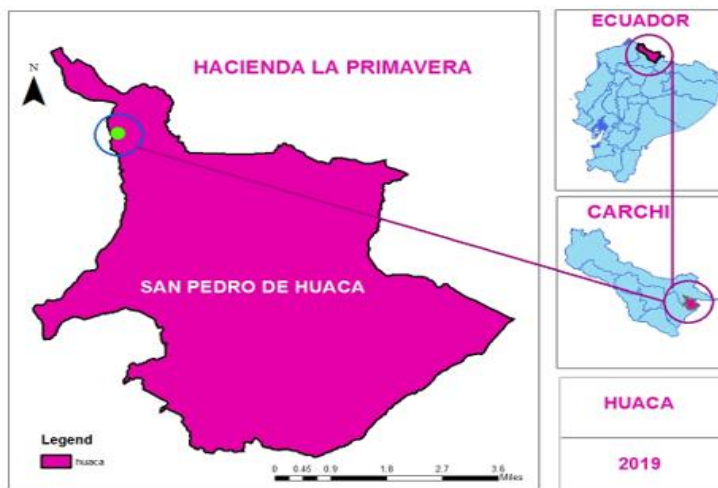 HACIENDA LA PRIMAVERA
N
SAN PEDRO DE HUACA
Legend
huaca
0 0.45 0.9 1.8 2.7 3.6
Miles
ECUADOR
CARCHI
HUACA
2019